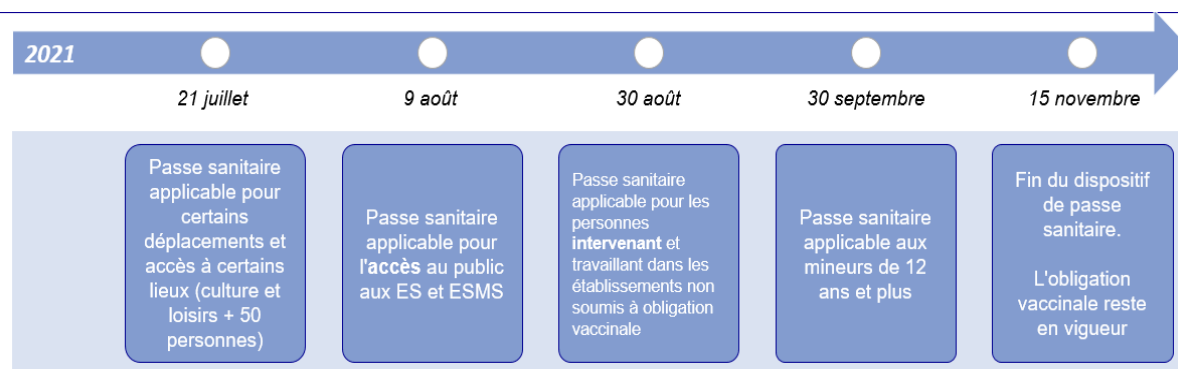 2021
21 juillet
9 août
30 août
30 septembre
15 novembre
Passe sanitaire
applicable pour
certains
déplacements et
accès à certains
lieux (culture et
loisirs + 50
personnes)
Passe sanitaire
applicable pour
l'accès au public
aux ES et ESMS
Passe sanitaire
applicable pour les
personnes
intervenant et
travaillant dans les
établissements non
soumis à obligation
vaccinale
Passe sanitaire
applicable aux
mineurs de 12
ans et plus
Fin du dispositif
de passe
sanitaire.
L'obligation
vaccinale reste
en vigueur